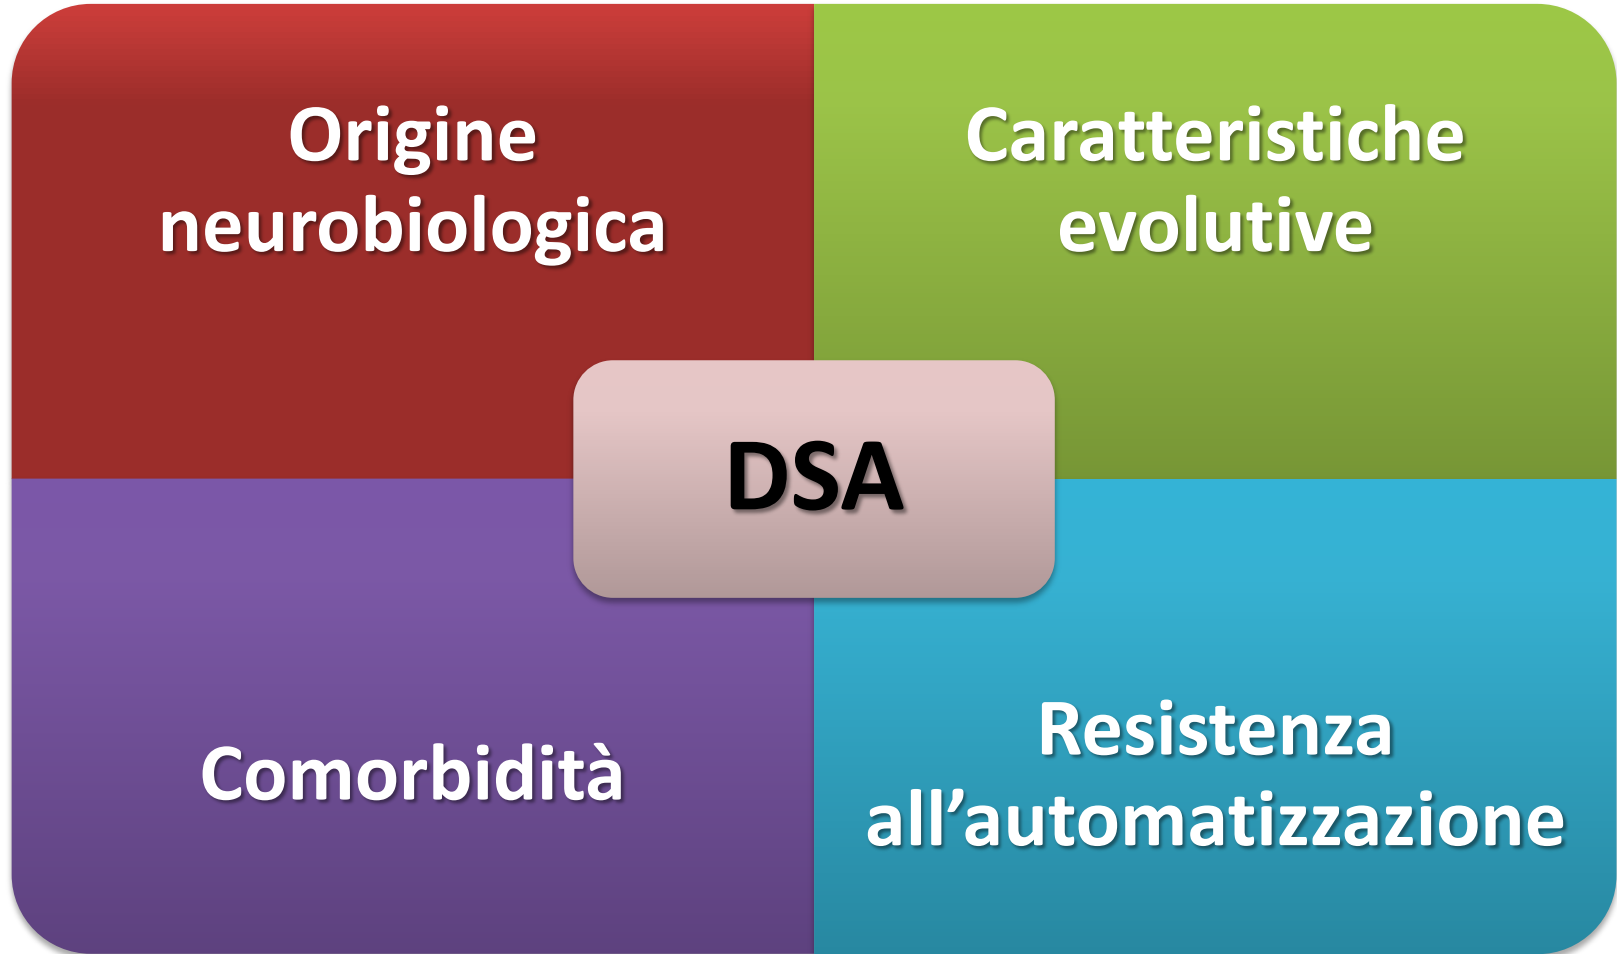 Origine
neurobiologica
Caratteristiche
evolutive
DSA
Comorbidità
Resistenza
all’automatizzazione